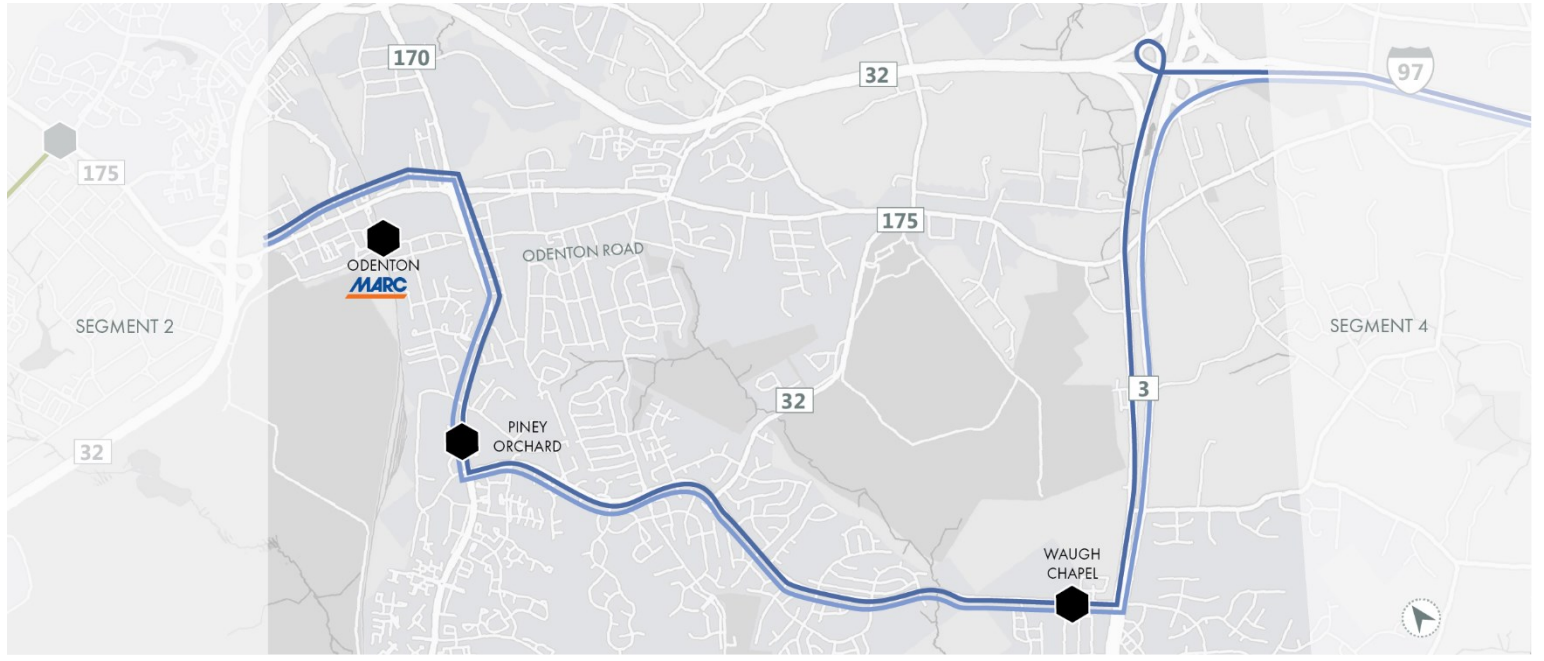 170
32
97
175
ODENTON
MARC
ODENTON ROAD
175
SEGMENT 2
SEGMENT 4
32
3
PINEY
ORCHARD
32
WAUGH
CHAPEL